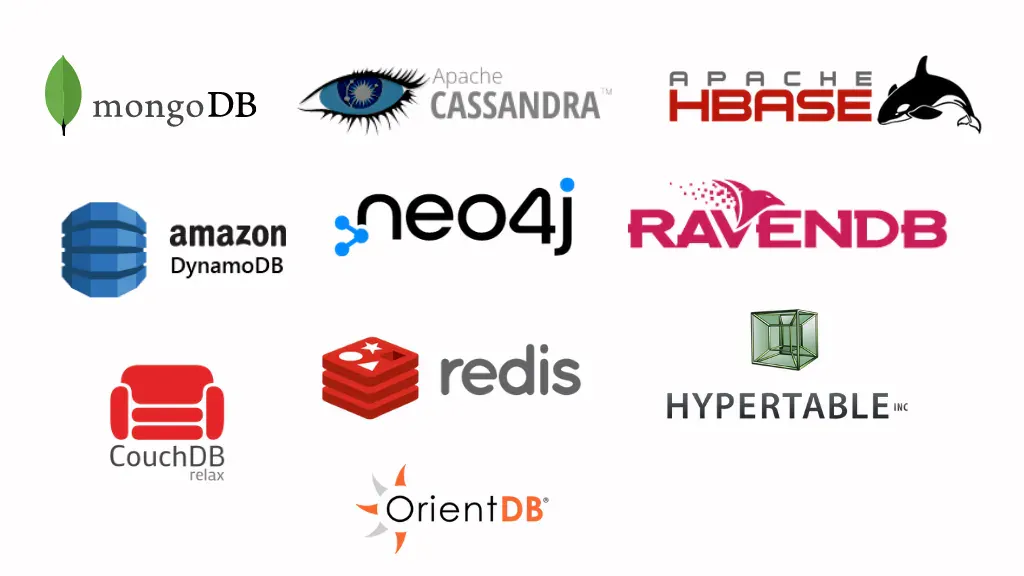 mongoDB
Apache
CASSANDRA™
APACHE
HBASE
amazon
DynamoDB
neo4j
RAVENDB
redis
HYPERTABLE INC
CouchDB
relax
OrientDB®